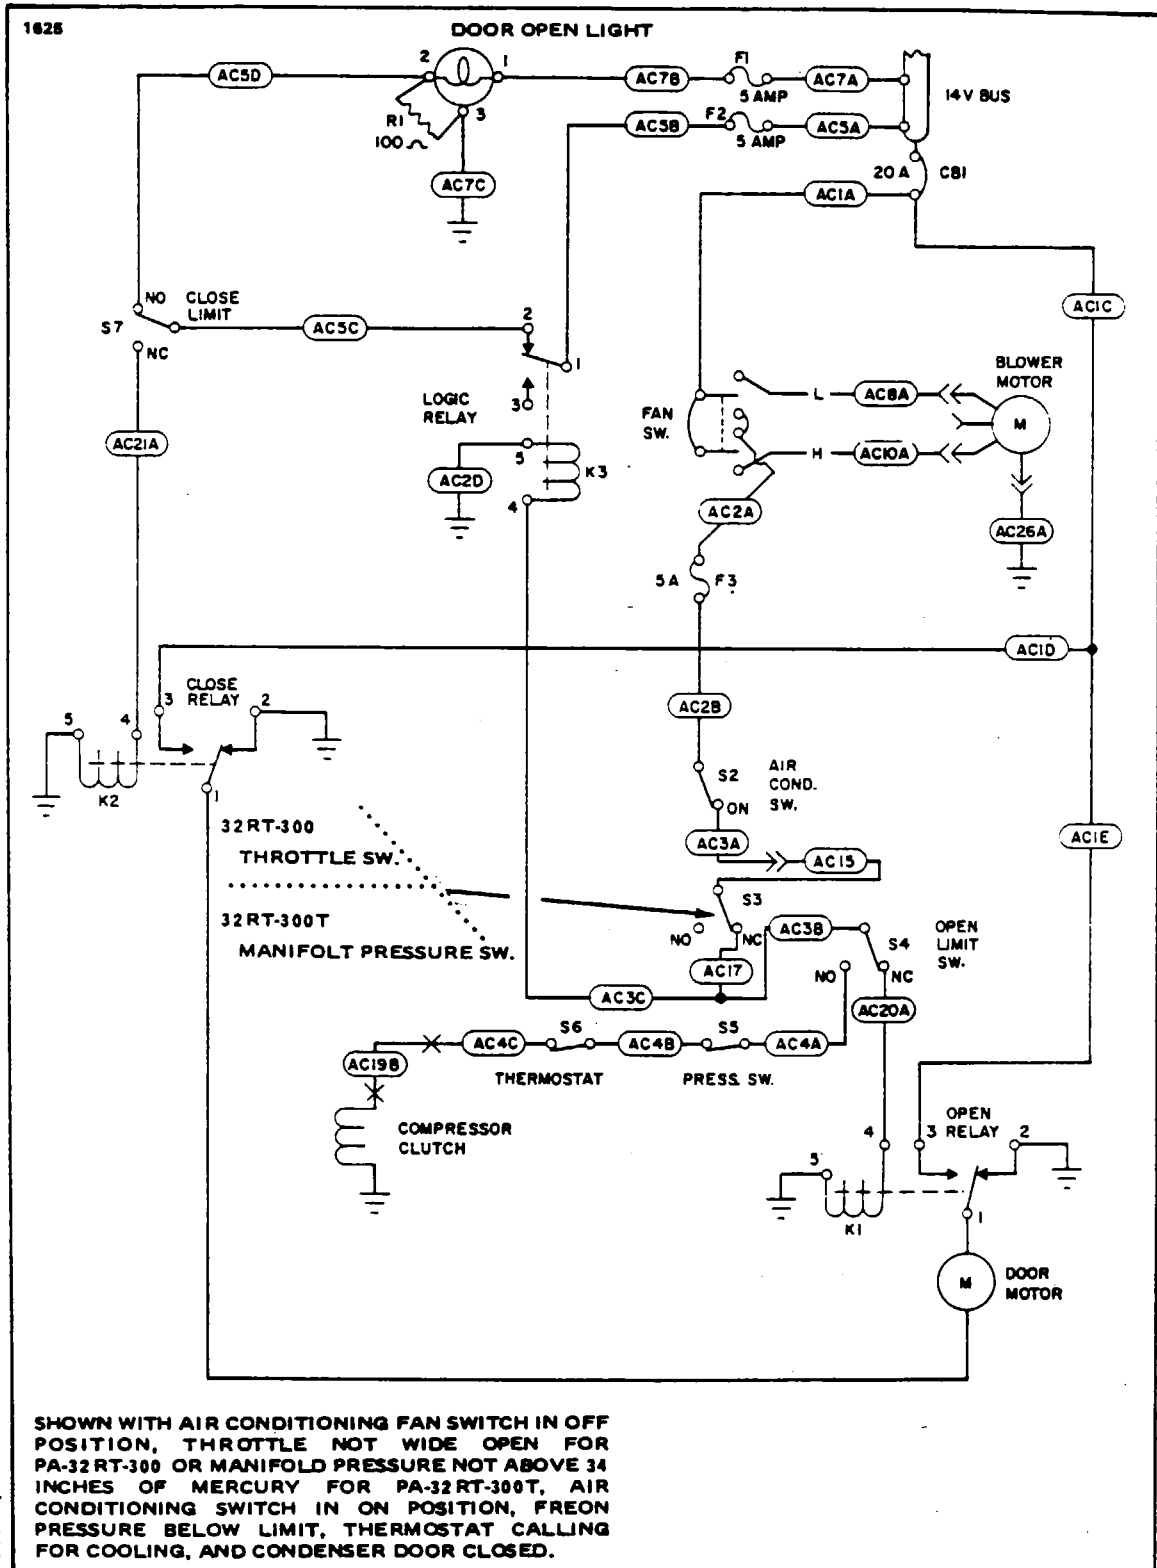 1625
DOOR OPEN LIGHT
AC5D
2
1
AC7B
F1
5 AMP
AC7A
14V BUS
R1
100
3
AC5B
F2
5 AMP
AC5A
AC7C
20A
CB1
AC1A
NO
CLOSE
LIMIT
S7
NC
AC5C
2
1
3
LOGIC
RELAY
5
K3
4
AC2D
AC1C
BLOWER
MOTOR
FAN
SW.
L
AC8A
M
H
AC10A
AC2A
AC26A
AC21A
5A
F3
AC1D
CLOSE
RELAY
3
2
5
4
K2
1
AC2B
S2
AIR
COND.
SW.
ON
AC3A
AC15
AC1E
32RT-300
THROTTLE SW.
32RT-300T
MANIFOLT PRESSURE SW.
S3
NO
NC
AC3B
S4
OPEN
LIMIT
SW.
NO
NC
AC17
AC3C
AC20A
AC19B
AC4C
S6
AC4B
S5
AC4A
THERMOSTAT
PRESS. SW.
COMPRESSOR
CLUTCH
4
3
OPEN
RELAY
2
5
K1
1
M
DOOR
MOTOR
SHOWN WITH AIR CONDITIONING FAN SWITCH IN OFF
POSITION, THROTTLE NOT WIDE OPEN FOR
PA-32RT-300 OR MANIFOLD PRESSURE NOT ABOVE 34
INCHES OF MERCURY FOR PA-32RT-300T, AIR
CONDITIONING SWITCH IN ON POSITION, FREON
PRESSURE BELOW LIMIT, THERMOSTAT CALLING
FOR COOLING, AND CONDENSER DOOR CLOSED.